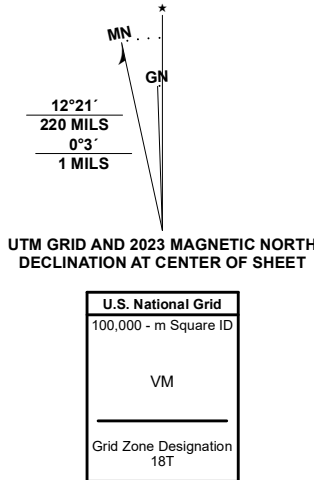 ★
MN
GN
12°21´
220 MILS
0°3´
1 MILS
UTM GRID AND 2023 MAGNETIC NORTH
DECLINATION AT CENTER OF SHEET
U.S. National Grid
100,000 - m Square ID
VM
Grid Zone Designation
18T